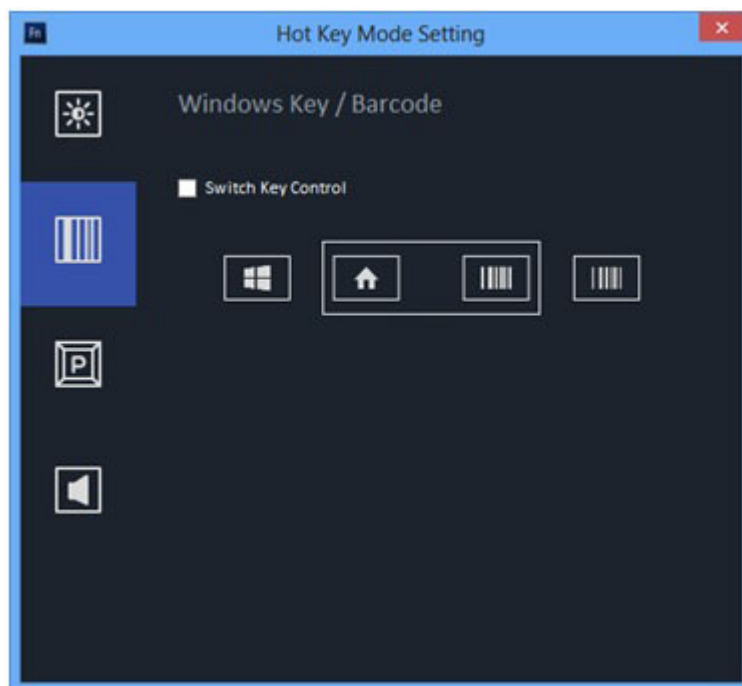 Fn
Hot Key Mode Setting
Windows Key / Barcode
Switch Key Control
P